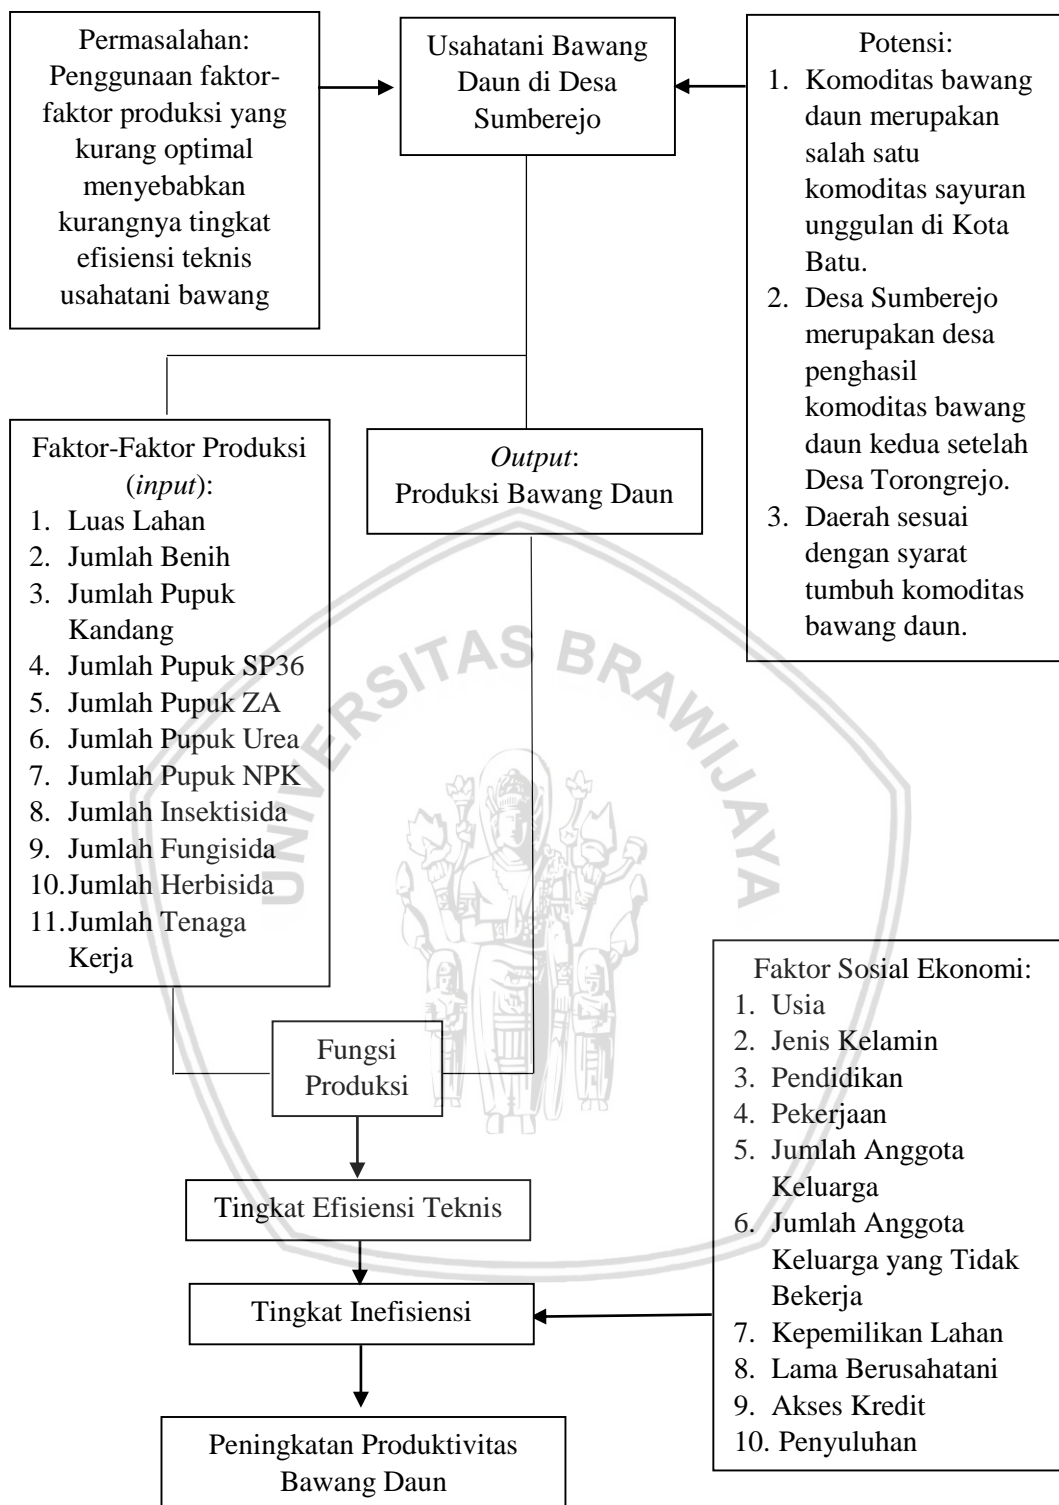 Permasalahan:
Penggunaan faktor-
faktor produksi yang
kurang optimal
menyebabkan
kurangnya tingkat
efisiensi teknis
usahatani bawang
Usahatani Bawang
Daun di Desa
Sumberejo
Potensi:
1. Komoditas bawang
daun merupakan
salah satu
komoditas sayuran
unggulan di Kota
Batu.
2. Desa Sumberejo
merupakan desa
penghasil
komoditas bawang
daun kedua setelah
Desa Torongrejo.
3. Daerah sesuai
dengan syarat
tumbuh komoditas
bawang daun.
Faktor-Faktor Produksi
(input):
1. Luas Lahan
2. Jumlah Benih
3. Jumlah Pupuk
Kandang
4. Jumlah Pupuk SP36
5. Jumlah Pupuk ZA
6. Jumlah Pupuk Urea
7. Jumlah Pupuk NPK
8. Jumlah Insektisida
9. Jumlah Fungisida
10. Jumlah Herbisida
11. Jumlah Tenaga
Kerja
Output:
Produksi Bawang Daun
UNIVERSITAS BRAWIJAYA
Fungsi
Produksi
Tingkat Efisiensi Teknis
Tingkat Inefisiensi
Peningkatan Produktivitas
Bawang Daun
Faktor Sosial Ekonomi:
1. Usia
2. Jenis Kelamin
3. Pendidikan
4. Pekerjaan
5. Jumlah Anggota
Keluarga
6. Jumlah Anggota
Keluarga yang Tidak
Bekerja
7. Kepemilikan Lahan
8. Lama Berusahatani
9. Akses Kredit
10. Penyuluhan